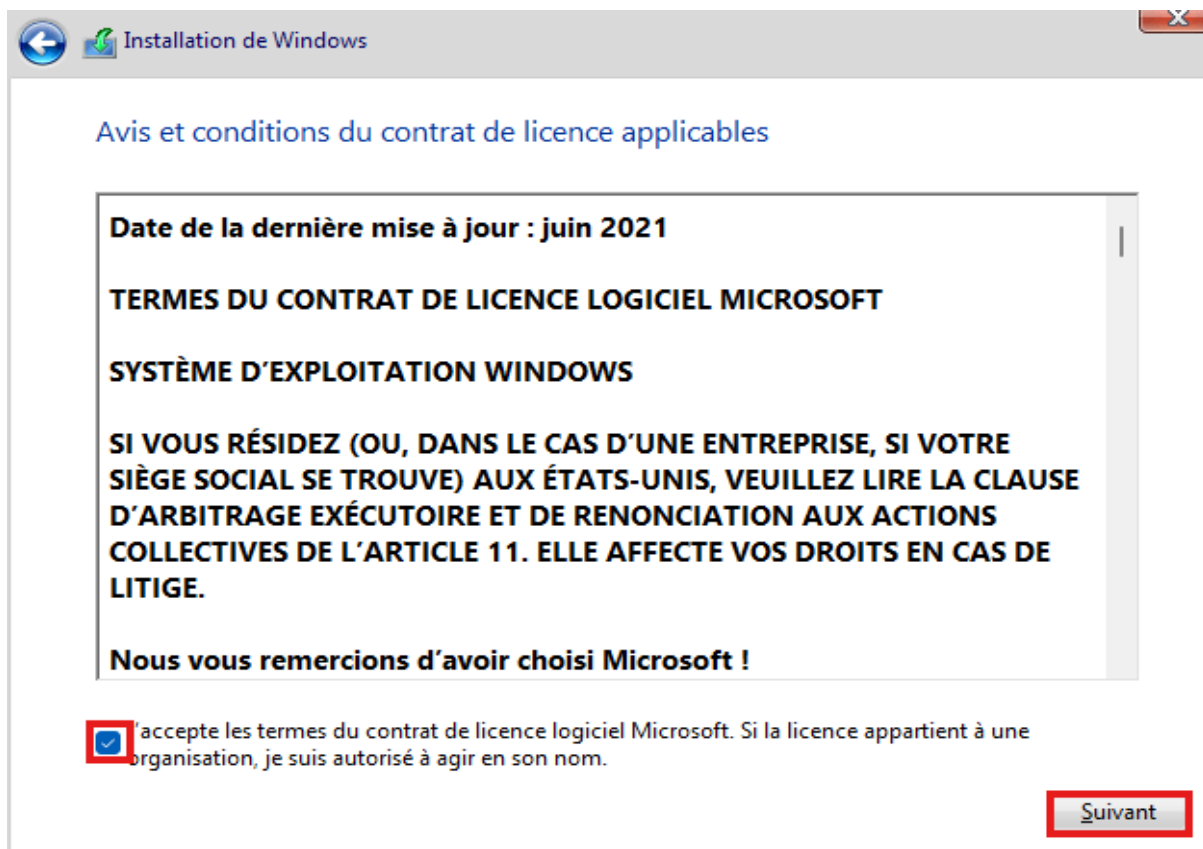 Installation de Windows
Avis et conditions du contrat de licence applicables
Date de la dernière mise à jour : juin 2021
TERMES DU CONTRAT DE LICENCE LOGICIEL MICROSOFT
SYSTÈME D’EXPLOITATION WINDOWS
SI VOUS RÉSIDEZ (OU, DANS LE CAS D’UNE ENTREPRISE, SI VOTRE
SIÈGE SOCIAL SE TROUVE) AUX ÉTATS-UNIS, VEUILLEZ LIRE LA CLAUSE
D’ARBITRAGE EXÉCUTOIRE ET DE RENONCIATION AUX ACTIONS
COLLECTIVES DE L’ARTICLE 11. ELLE AFFECTE VOS DROITS EN CAS DE
LITIGE.
Nous vous remercions d’avoir choisi Microsoft !
’accepte les termes du contrat de licence logiciel Microsoft. Si la licence appartient à une
organisation, je suis autorisé à agir en son nom.
Suivant